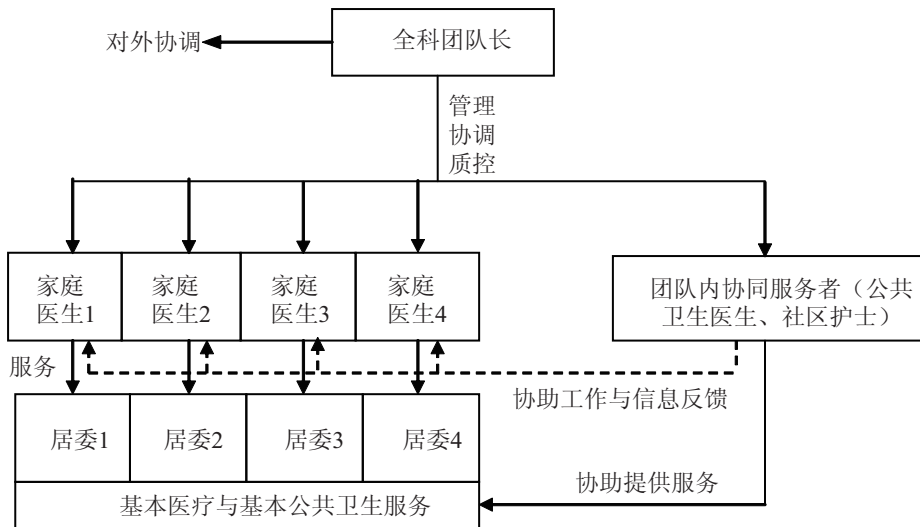 对外协调
全科团队长
管理
协调
质控
家庭
医生1
家庭
医生2
家庭
医生3
家庭
医生4
团队内协同服务者（公共
卫生医生、社区护士）
服务
协助工作与信息反馈
居委1
居委2
居委3
居委4
协助提供服务
基本医疗与基本公共卫生服务